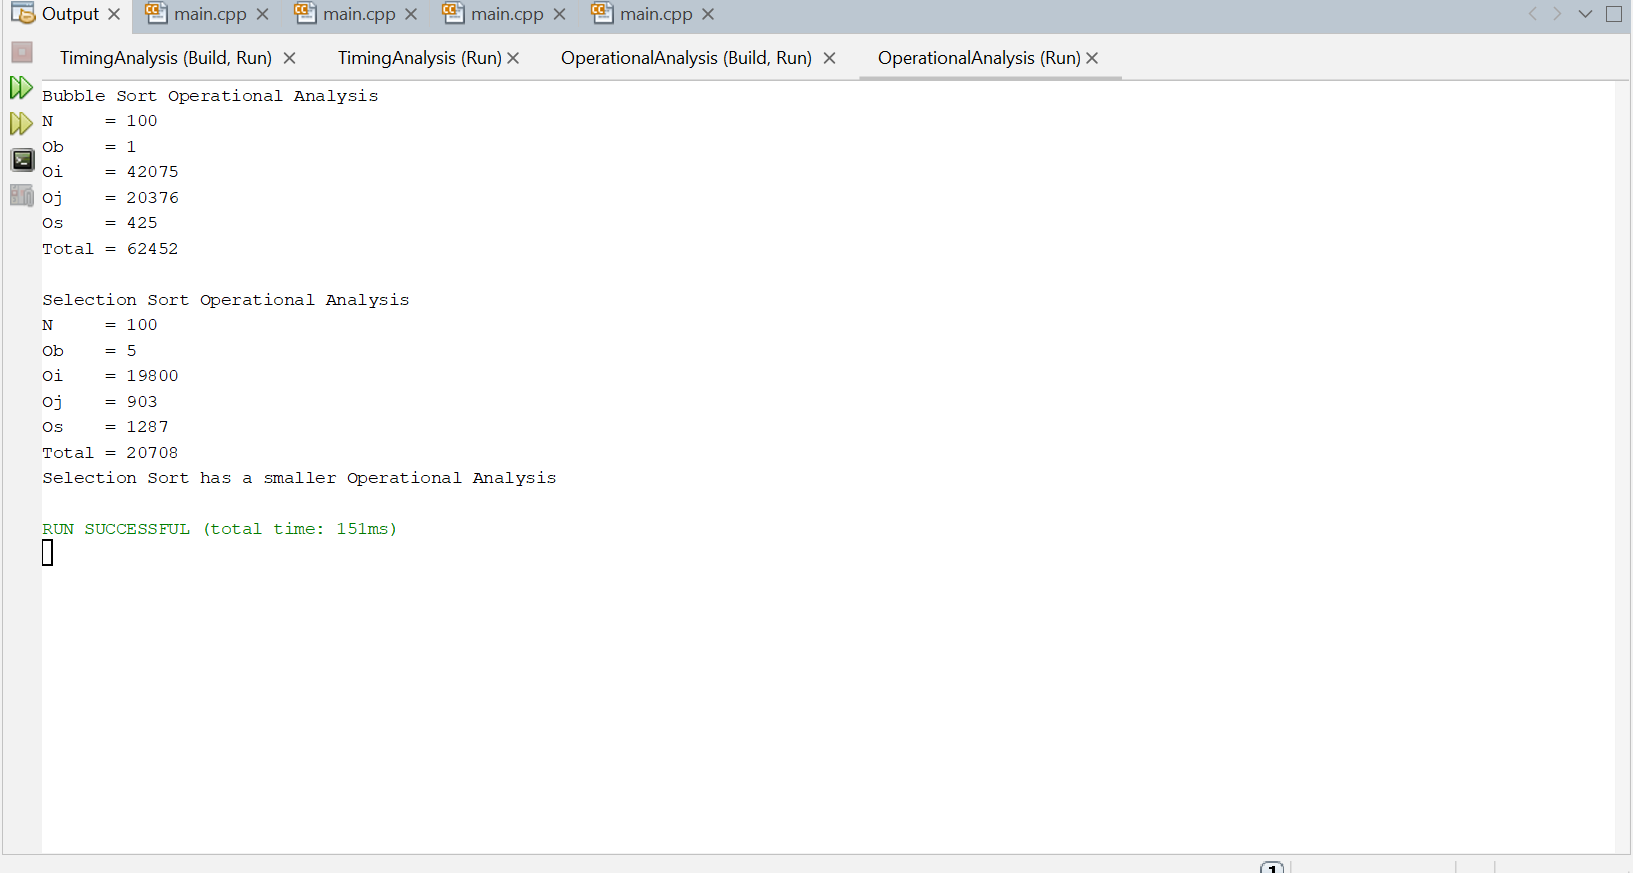 Output main.cpp main.cpp main.cpp main.cpp
TimingAnalysis (Build, Run) TimingAnalysis (Run) OperationalAnalysis (Build, Run) OperationalAnalysis (Run)
Bubble Sort Operational Analysis
N     = 100
Ob    = 1
Oi    = 42075
Oj    = 20376
Os    = 425
Total = 62452
Selection Sort Operational Analysis
N     = 100
Ob    = 5
Oi    = 19800
Oj    = 903
Os    = 1287
Total = 20708
Selection Sort has a smaller Operational Analysis
RUN SUCCESSFUL (total time: 151ms)
1